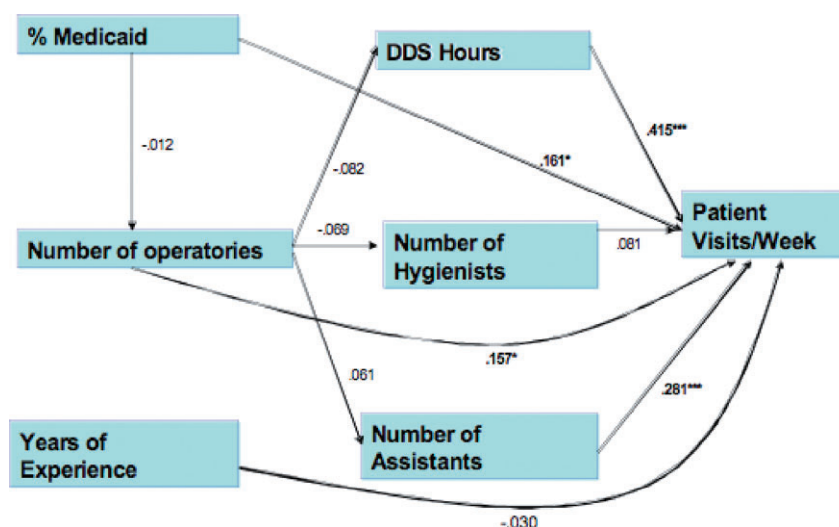 % Medicaid
DDS Hours
-.012
-.082
.161*
.415***
Number of operatories
-.069
Number of
Hygienists
.081
Patient
Visits/Week
.157*
.061
.281***
Years of
Experience
Number of
Assistants
-.030